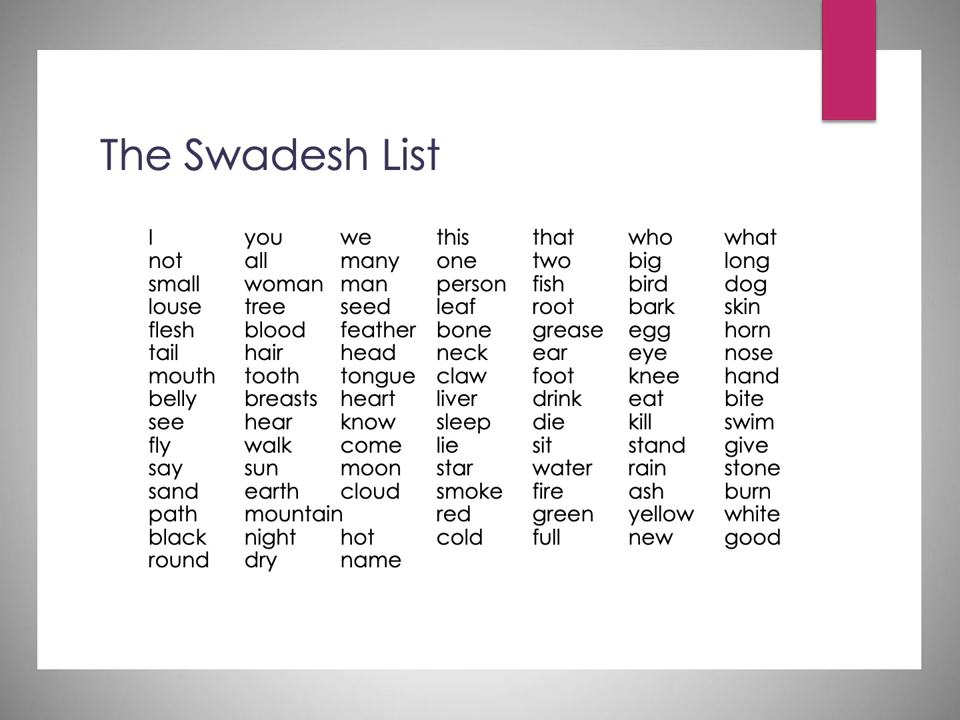 The Swadesh List
I you we this that who what
not all many one two big long
small woman man person fish bird dog
louse tree seed leaf root bark skin
flesh blood feather bone grease egg horn
tail hair head neck ear eye nose
mouth tooth tongue claw foot knee hand
belly breasts heart liver drink eat bite
see hear know sleep die kill swim
fly walk come lie sit stand give
say sun moon star water rain stone
sand earth cloud smoke fire ash burn
path mountain red green yellow white
black night hot cold full new good
round dry name